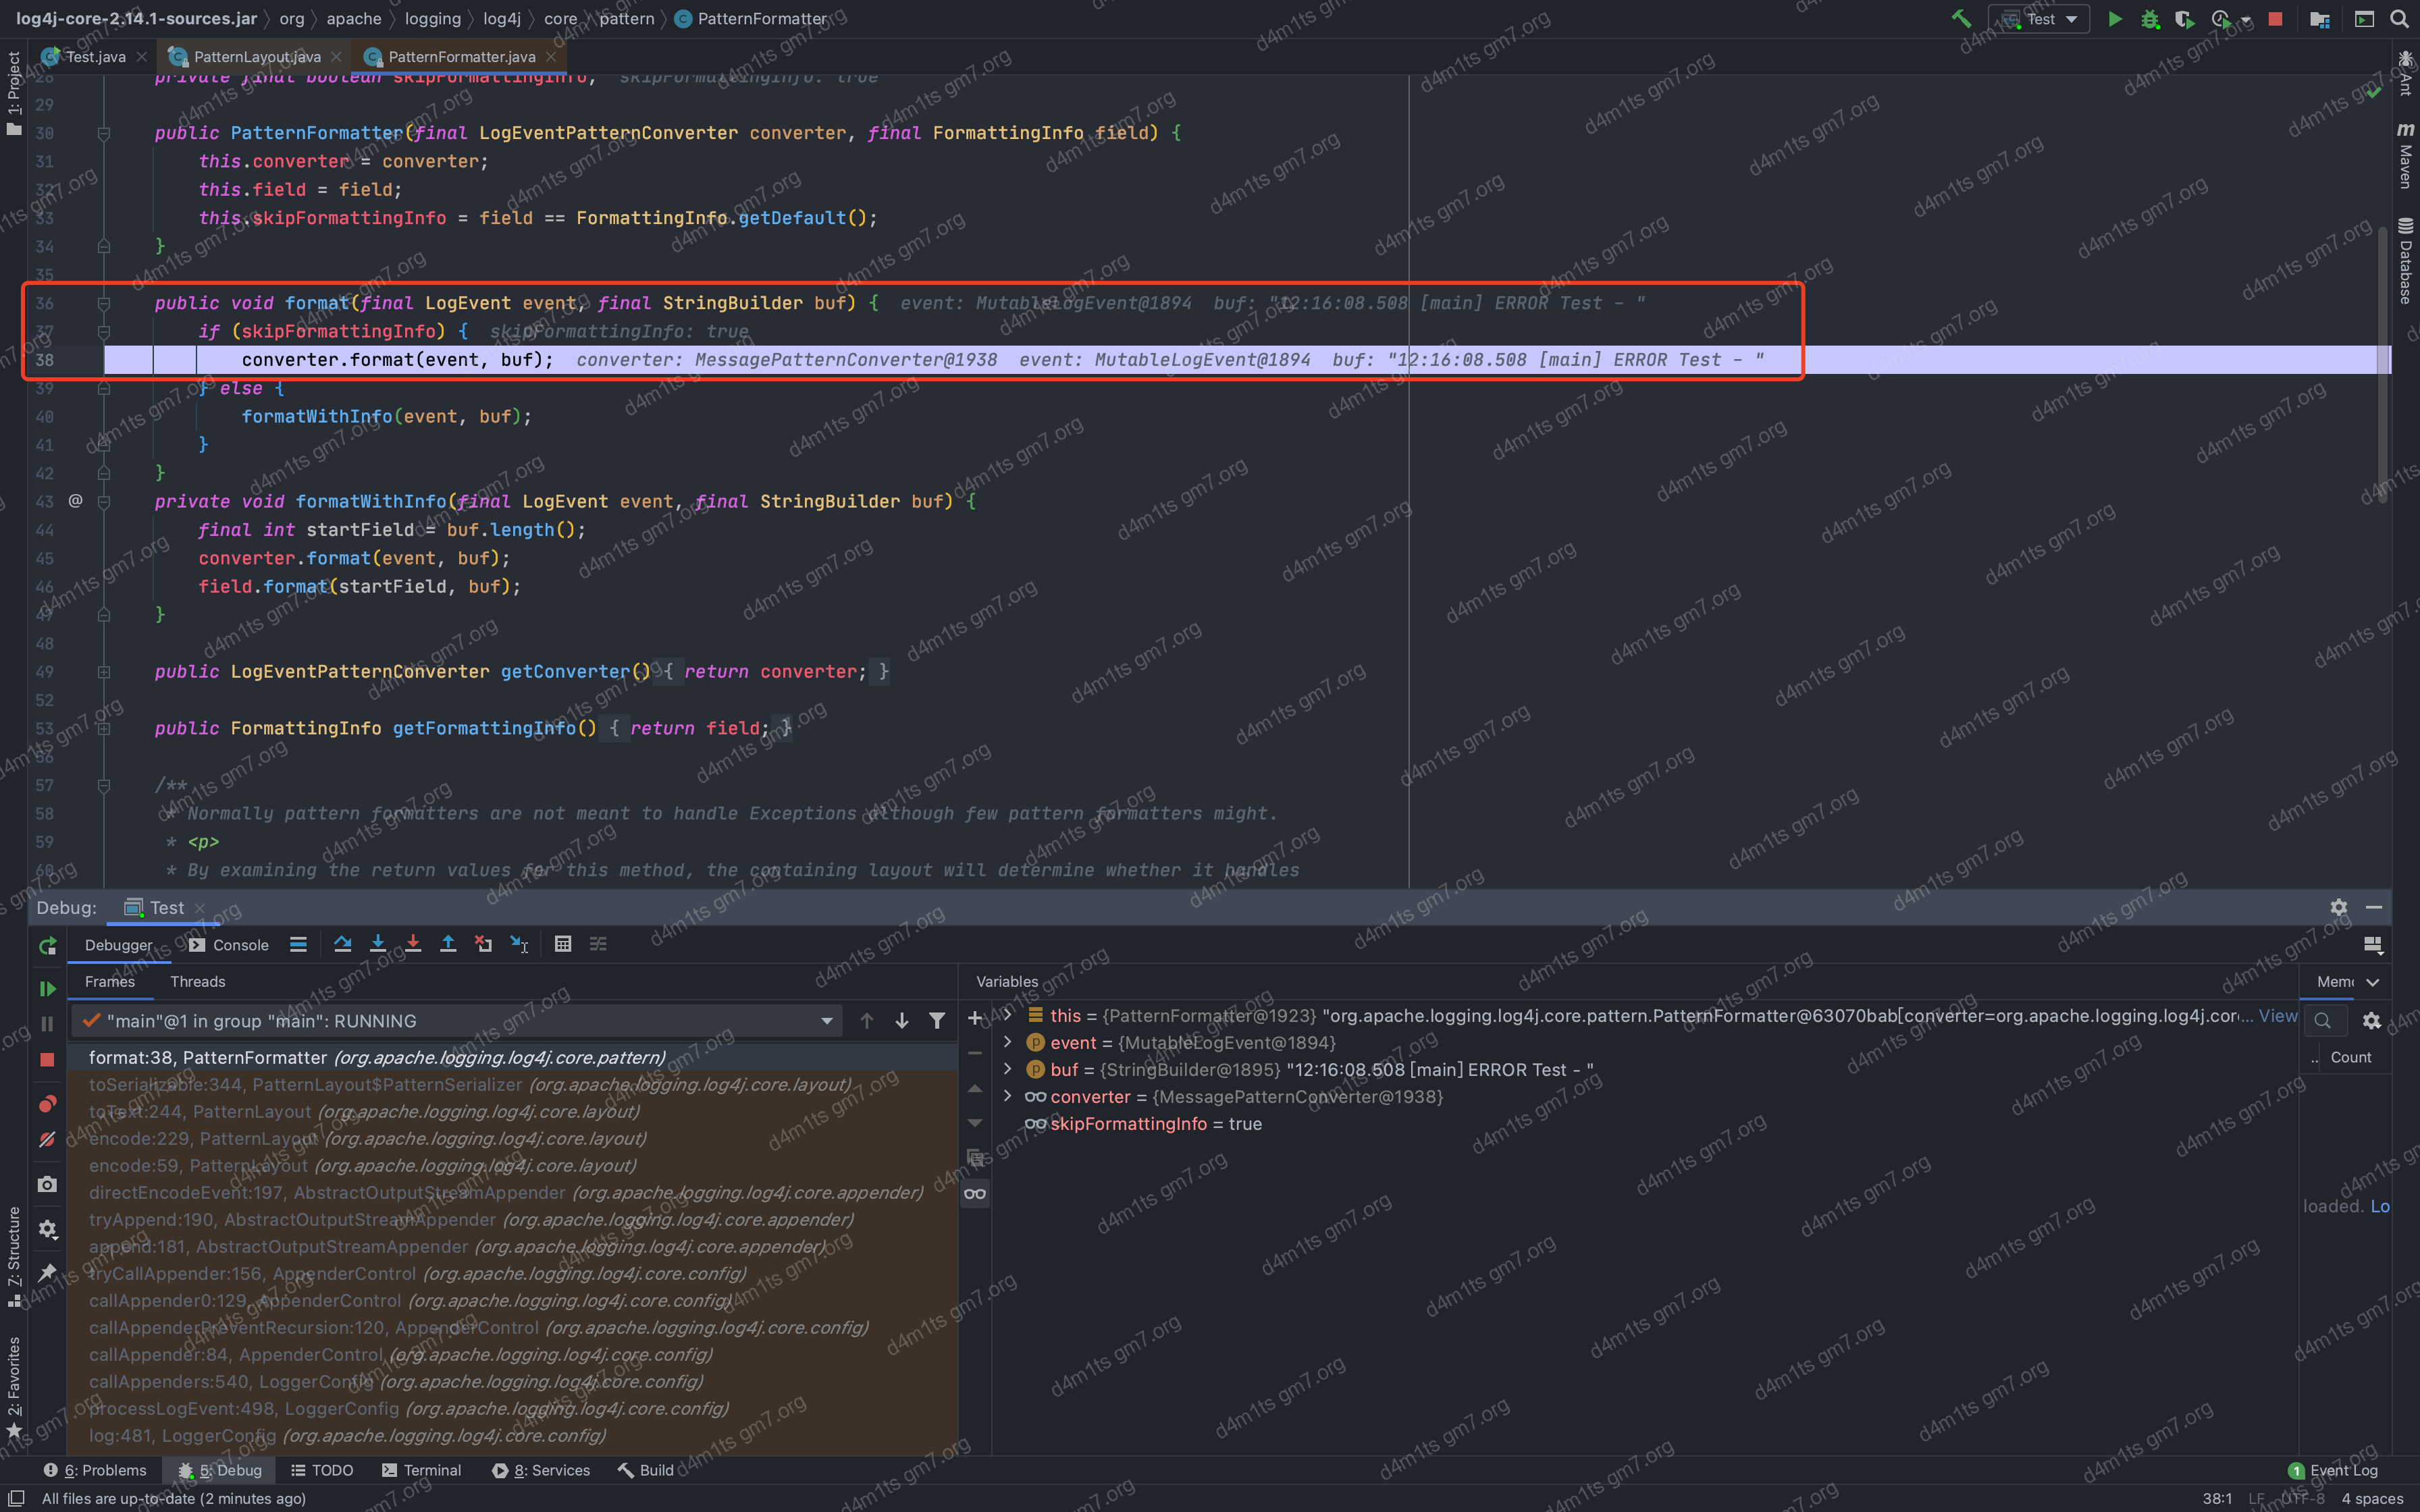 log4j-core-2.14.1-sources.jar 〉 org 〉 apache 〉 logging 〉 log4j 〉 core 〉 pattern 〉 PatternFormatter
Test
Test.java PatternLayout.java PatternFormatter.java
28 private final boolean skipFormattingInfo; skipFormattingInfo: true
29
30 public PatternFormatter(final LogEventPatternConverter converter, final FormattingInfo field) {
31 this.converter = converter;
32 this.field = field;
33 this.skipFormattingInfo = field == FormattingInfo.getDefault();
34 }
35
36 public void format(final LogEvent event, final StringBuilder buf) { event: MutableLogEvent@1894 buf: "12:16:08.508 [main] ERROR Test - "
37 if (skipFormattingInfo) { skipFormattingInfo: true
38 converter.format(event, buf); converter: MessagePatternConverter@1938 event: MutableLogEvent@1894 buf: "12:16:08.508 [main] ERROR Test - "
39 } else {
40 formatWithInfo(event, buf);
41 }
42 }
43 @ private void formatWithInfo(final LogEvent event, final StringBuilder buf) {
44 final int startField = buf.length();
45 converter.format(event, buf);
46 field.format(startField, buf);
47 }
48
49 public LogEventPatternConverter getConverter() { return converter; }
52
53 public FormattingInfo getFormattingInfo() { return field; }
56
57 /**
58 * Normally pattern formatters are not meant to handle Exceptions although few pattern formatters might.
59 * <p>
60 * By examining the return values for this method, the containing layout will determine whether it handles
1: Project
7: Structure
2: Favorites
Ant
Maven
Database
Debug: Test
Debugger Console
Frames Threads
"main"@1 in group "main": RUNNING
format:38, PatternFormatter (org.apache.logging.log4j.core.pattern)
toSerializable:344, PatternLayout$PatternSerializer (org.apache.logging.log4j.core.layout)
toText:244, PatternLayout (org.apache.logging.log4j.core.layout)
encode:229, PatternLayout (org.apache.logging.log4j.core.layout)
encode:59, PatternLayout (org.apache.logging.log4j.core.layout)
directEncodeEvent:197, AbstractOutputStreamAppender (org.apache.logging.log4j.core.appender)
tryAppend:190, AbstractOutputStreamAppender (org.apache.logging.log4j.core.appender)
append:181, AbstractOutputStreamAppender (org.apache.logging.log4j.core.appender)
tryCallAppender:156, AppenderControl (org.apache.logging.log4j.core.config)
callAppender0:129, AppenderControl (org.apache.logging.log4j.core.config)
callAppenderPreventRecursion:120, AppenderControl (org.apache.logging.log4j.core.config)
callAppender:84, AppenderControl (org.apache.logging.log4j.core.config)
callAppenders:540, LoggerConfig (org.apache.logging.log4j.core.config)
processLogEvent:498, LoggerConfig (org.apache.logging.log4j.core.config)
log:481, LoggerConfig (org.apache.logging.log4j.core.config)
Variables
this = {PatternFormatter@1923} "org.apache.logging.log4j.core.pattern.PatternFormatter@63070bab[converter=org.apache.logging.log4j.cor... View
event = {MutableLogEvent@1894}
buf = {StringBuilder@1895} "12:16:08.508 [main] ERROR Test - "
converter = {MessagePatternConverter@1938}
skipFormattingInfo = true
Memo
.. Count
loaded. Lo
6: Problems 5: Debug TODO Terminal 8: Services Build 1 Event Log
All files are up-to-date (2 minutes ago) 38:1 LF UTF-8 4 spaces
d4m1ts gm7.org